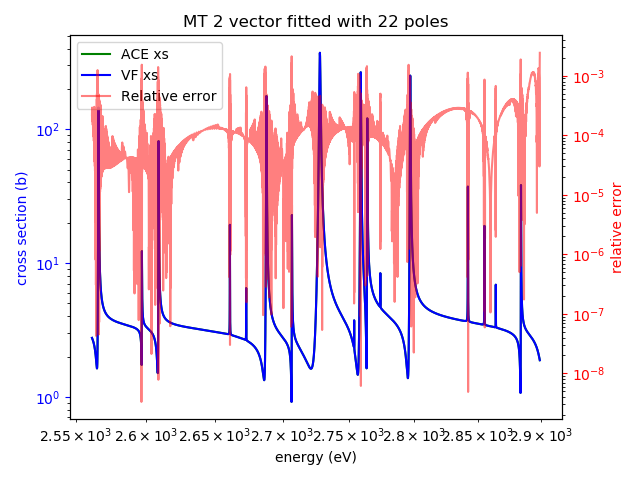 MT 2 vector fitted with 22 poles
ACE xs
VF xs
Relative error
cross section (b)
10²
10¹
10⁰
10⁻³
10⁻⁴
10⁻⁵
10⁻⁶
10⁻⁷
10⁻⁸
relative error
2.55×10³ 2.6×10³ 2.65×10³ 2.7×10³ 2.75×10³ 2.8×10³ 2.85×10³ 2.9×10³
energy (eV)